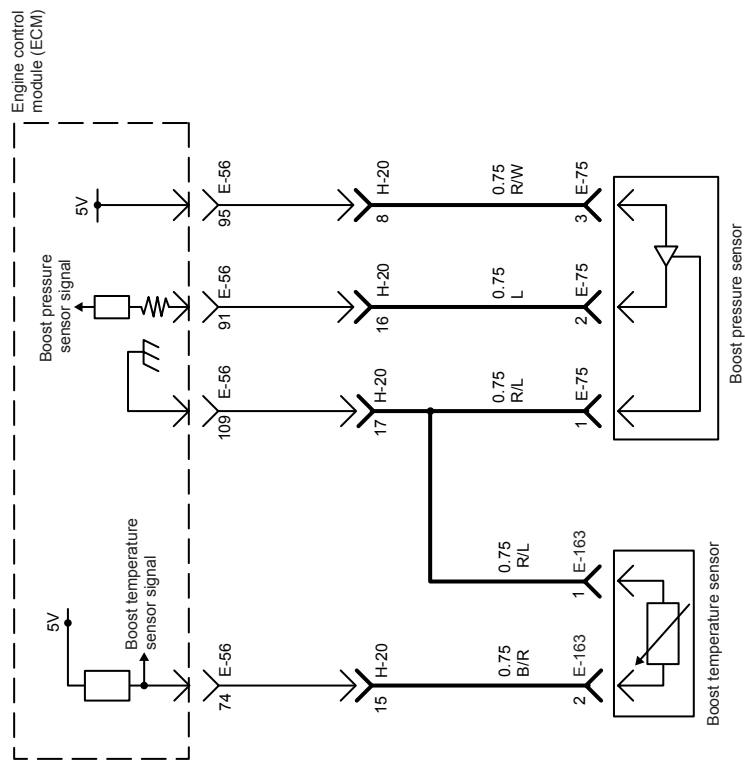 Engine control
module (ECM)
5V
Boost pressure
sensor signal
5V
Boost temperature
sensor signal
95
E-56
91
E-56
109
E-56
74
E-56
8
H-20
16
H-20
17
H-20
15
H-20
0.75
R/W
0.75
L
0.75
R/L
0.75
R/L
0.75
B/R
3
E-75
2
E-75
1
E-75
1
E-163
2
E-163
Boost pressure sensor
Boost temperature sensor